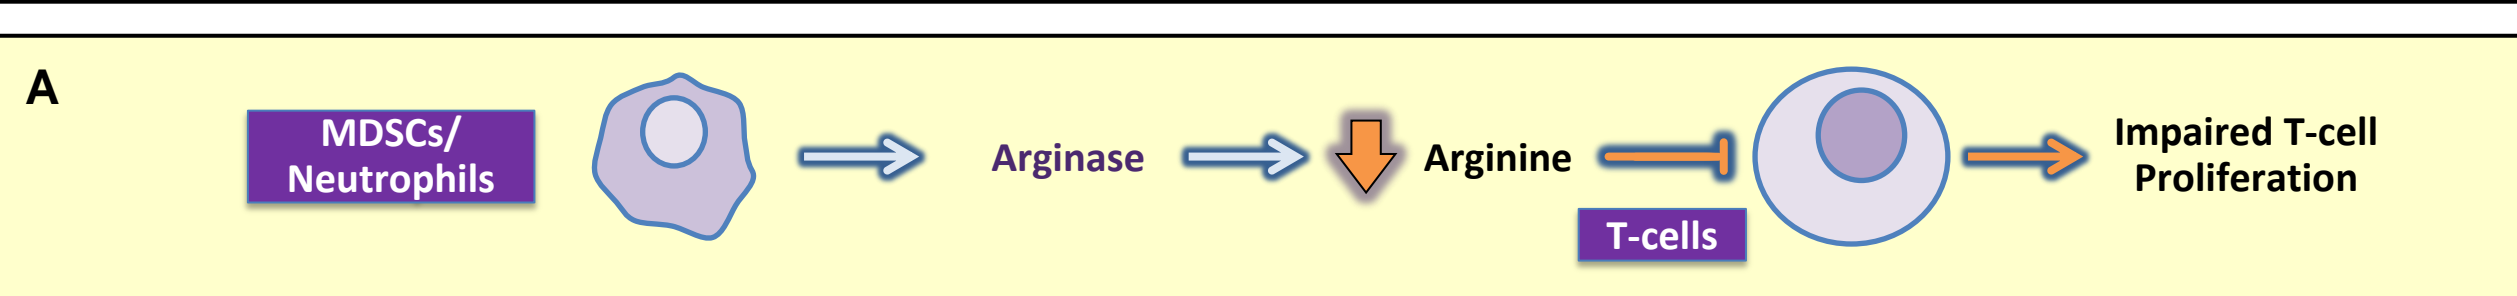 A
MDSCs/
Neutrophils
Arginase
Arginine
T-cells
Impaired T-cell
Proliferation